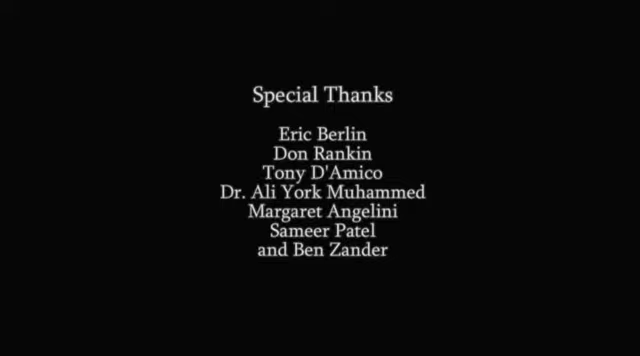 Special Thanks
Eric Berlin
Don Rankin
Tony D'Amico
Dr. Ali York Muhammed
Margaret Angelini
Sameer Patel
and Ben Zander